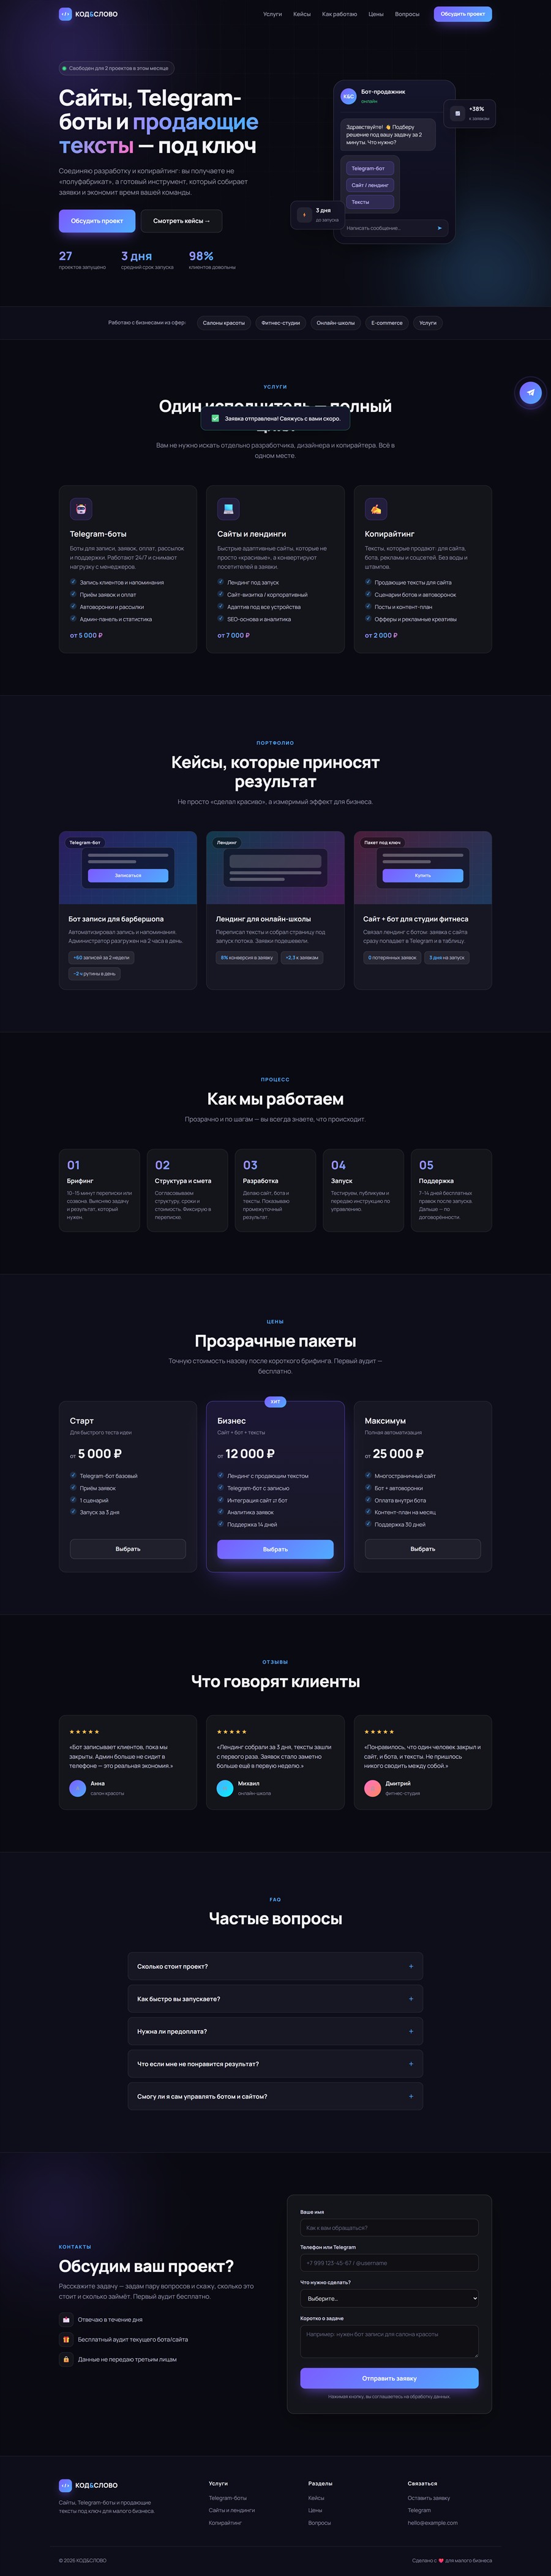 </> КОД&СЛОВО
Услуги
Кейсы
Как работаю
Цены
Вопросы
Обсудить проект
Свободен для 2 проектов в этом месяце
Сайты, Telegram-
боты и продающие
тексты — под ключ
Соединяю разработку и копирайтинг: вы получаете не
«полуфабрикат», а готовый инструмент, который собирает
заявки и экономит время вашей команды.
Обсудить проект
Смотреть кейсы →
27
проектов запущено
3 дня
средний срок запуска
98%
клиентов довольны
К&С
Бот-продажник
онлайн
Здравствуйте! 👋 Подберу
решение под вашу задачу за 2
минуты. Что нужно?
Telegram-бот
Сайт / лендинг
Тексты
Написать сообщение…
+38%
к заявкам
3 дня
до запуска
Работаю с бизнесами из сфер:
Салоны красоты
Фитнес-студии
Онлайн-школы
E-commerce
Услуги
УСЛУГИ
Один исполнитель — полный
Заявка отправлена! Свяжусь с вами скоро.
Вам не нужно искать отдельно разработчика, дизайнера и копирайтера. Всё в
одном месте.
Telegram-боты
Боты для записи, заявок, оплат, рассылок
и поддержки. Работают 24/7 и снимают
нагрузку с менеджеров.
Запись клиентов и напоминания
Приём заявок и оплат
Автоворонки и рассылки
Админ-панель и статистика
от 5 000 ₽
Сайты и лендинги
Быстрые адаптивные сайты, которые не
просто «красивые», а конвертируют
посетителей в заявки.
Лендинг под запуск
Сайт-визитка / корпоративный
Адаптив под все устройства
SEO-основа и аналитика
от 7 000 ₽
Копирайтинг
Тексты, которые продают: для сайта,
бота, рекламы и соцсетей. Без воды и
штампов.
Продающие тексты для сайта
Сценарии ботов и автоворонок
Посты и контент-план
Офферы и рекламные креативы
от 2 000 ₽
ПОРТФОЛИО
Кейсы, которые приносят
результат
Не просто «сделал красиво», а измеримый эффект для бизнеса.
Telegram-бот
Записаться
Бот записи для барбершопа
Автоматизировал запись и напоминания.
Администратор разгружен на 2 часа в день.
+60 записей за 2 недели
−2 ч рутины в день
Лендинг
Лендинг для онлайн-школы
Переписал тексты и собрал страницу под
запуск потока. Заявки подешевели.
6% конверсия в заявку
×2,3 к заявкам
Пакет под ключ
Купить
Сайт + бот для студии фитнеса
Связал лендинг с ботом: заявка с сайта
сразу попадает в Telegram и в таблицу.
0 потерянных заявок
3 дня на запуск
ПРОЦЕСС
Как мы работаем
Прозрачно и по шагам — вы всегда знаете, что происходит.
01
Брифинг
10–15 минут переписки или
созвона. Выясняю задачу
и результат, который
нужен.
02
Структура и смета
Согласовываем
структуру, сроки и
стоимость. Фиксирую в
переписке.
03
Разработка
Делаю сайт, бота и
тексты. Показываю
промежуточный
результат.
04
Запуск
Тестируем, публикуем и
передаю инструкцию по
управлению.
05
Поддержка
7–14 дней бесплатных
правок после запуска.
Дальше — по
договорённости.
ЦЕНЫ
Прозрачные пакеты
Точную стоимость назову после короткого брифинга. Первый аудит —
бесплатно.
Старт
Для быстрого теста идеи
от 5 000 ₽
Telegram-бот базовый
Приём заявок
1 сценарий
Запуск за 3 дня
Выбрать
ХИТ
Бизнес
Сайт + бот + тексты
от 12 000 ₽
Лендинг с продающим текстом
Telegram-бот с записью
Интеграция сайт ⇄ бот
Аналитика заявок
Поддержка 14 дней
Выбрать
Максимум
Полная автоматизация
от 25 000 ₽
Многостраничный сайт
Бот + автоворонки
Оплата внутри бота
Контент-план на месяц
Поддержка 30 дней
Выбрать
ОТЗЫВЫ
Что говорят клиенты
★★★★★
«Бот записывает клиентов, пока мы
закрыты. Админ больше не сидит в
телефоне — это реальная экономия.»
Анна
салон красоты
★★★★★
«Лендинг собрали за 3 дня, тексты зашли
с первого раза. Заявок стало заметно
больше ещё в первую неделю.»
Михаил
онлайн-школа
★★★★★
«Понравилось, что один человек закрыл и
сайт, и бота, и тексты. Не пришлось
никого сводить между собой.»
Дмитрий
фитнес-студия
FAQ
Частые вопросы
Сколько стоит проект? +
Как быстро вы запускаете? +
Нужна ли предоплата? +
Что если мне не понравится результат? +
Смогу ли я сам управлять ботом и сайтом? +
КОНТАКТЫ
Обсудим ваш проект?
Расскажите задачу — задам пару вопросов и скажу, сколько это
стоит и сколько займёт. Первый аудит бесплатный.
Отвечаю в течение дня
Бесплатный аудит текущего бота/сайта
Данные не передаю третьим лицам
Ваше имя
Как к вам обращаться?
Телефон или Telegram
+7 999 123-45-67 / @username
Что нужно сделать?
Выберите…
Коротко о задаче
Например: нужен бот записи для салона красоты
Отправить заявку
Нажимая кнопку, вы соглашаетесь на обработку данных.
</> КОД&СЛОВО
Сайты, Telegram-боты и продающие
тексты под ключ для малого бизнеса.
Услуги
Telegram-боты
Сайты и лендинги
Копирайтинг
Разделы
Кейсы
Цены
Вопросы
Связаться
Оставить заявку
Telegram
hello@example.com
© 2026 КОД&СЛОВО
Сделано с ❤️ для малого бизнеса